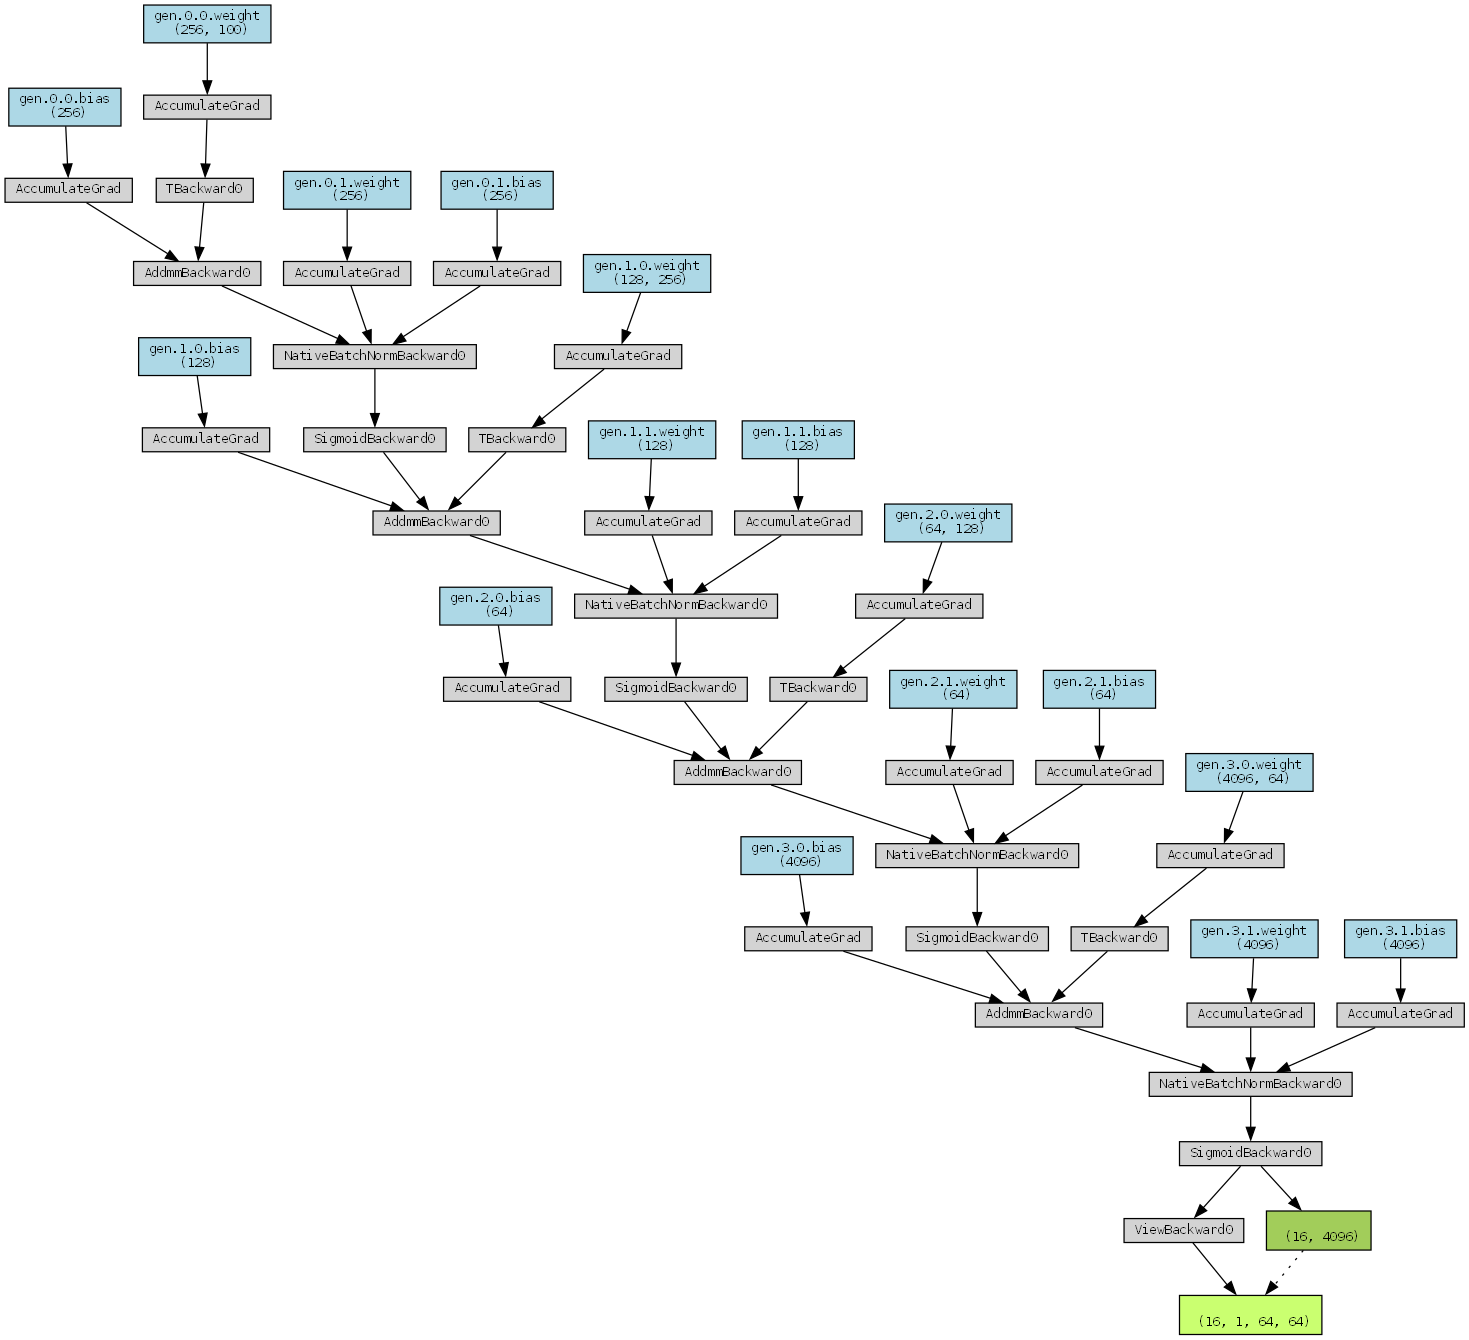 gen.0.0.weight
(256, 100)
gen.0.0.bias
(256)
AccumulateGrad
AccumulateGrad
TBackward0
gen.0.1.weight
(256)
gen.0.1.bias
(256)
AddmmBackward0
AccumulateGrad
AccumulateGrad
gen.1.0.weight
(128, 256)
gen.1.0.bias
(128)
NativeBatchNormBackward0
AccumulateGrad
AccumulateGrad
SigmoidBackward0
TBackward0
gen.1.1.weight
(128)
gen.1.1.bias
(128)
AddmmBackward0
AccumulateGrad
AccumulateGrad
gen.2.0.weight
(64, 128)
gen.2.0.bias
(64)
NativeBatchNormBackward0
AccumulateGrad
AccumulateGrad
SigmoidBackward0
TBackward0
gen.2.1.weight
(64)
gen.2.1.bias
(64)
AddmmBackward0
AccumulateGrad
AccumulateGrad
gen.3.0.weight
(4096, 64)
gen.3.0.bias
(4096)
NativeBatchNormBackward0
AccumulateGrad
AccumulateGrad
SigmoidBackward0
TBackward0
gen.3.1.weight
(4096)
gen.3.1.bias
(4096)
AddmmBackward0
AccumulateGrad
AccumulateGrad
NativeBatchNormBackward0
SigmoidBackward0
ViewBackward0
(16, 4096)
(16, 1, 64, 64)